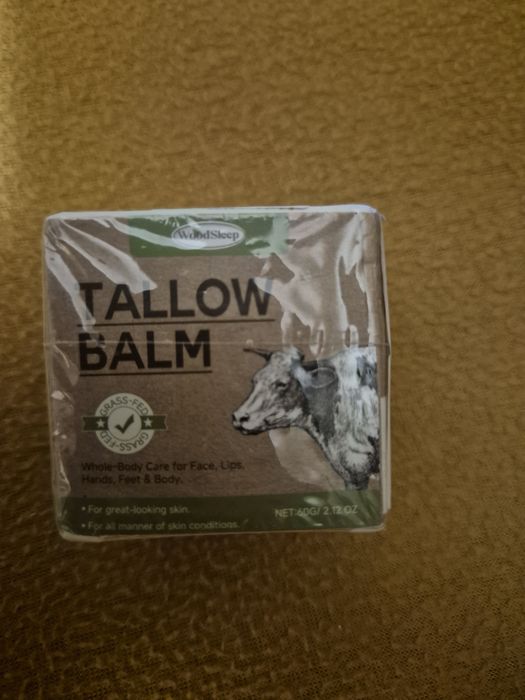 WoodSleep
TALLOW
BALM
GRASS-FED
GRASS-FED
Whole-Body Care for Face, Lips,
Hands, Feet & Body.
• For great-looking skin.
• For all manner of skin conditions.
NET:60G/ 2.12 OZ